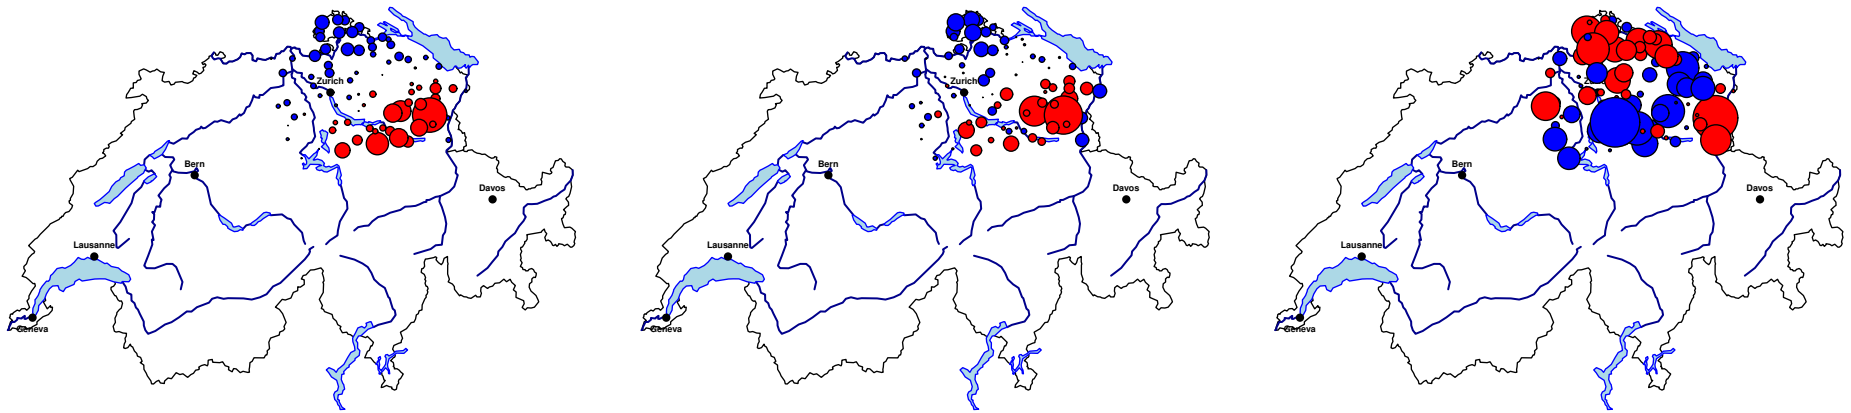 Zurich
Bern
Davos
Lausanne
Geneva
Zurich
Bern
Davos
Lausanne
Geneva
Bern
Davos
Lausanne
Geneva